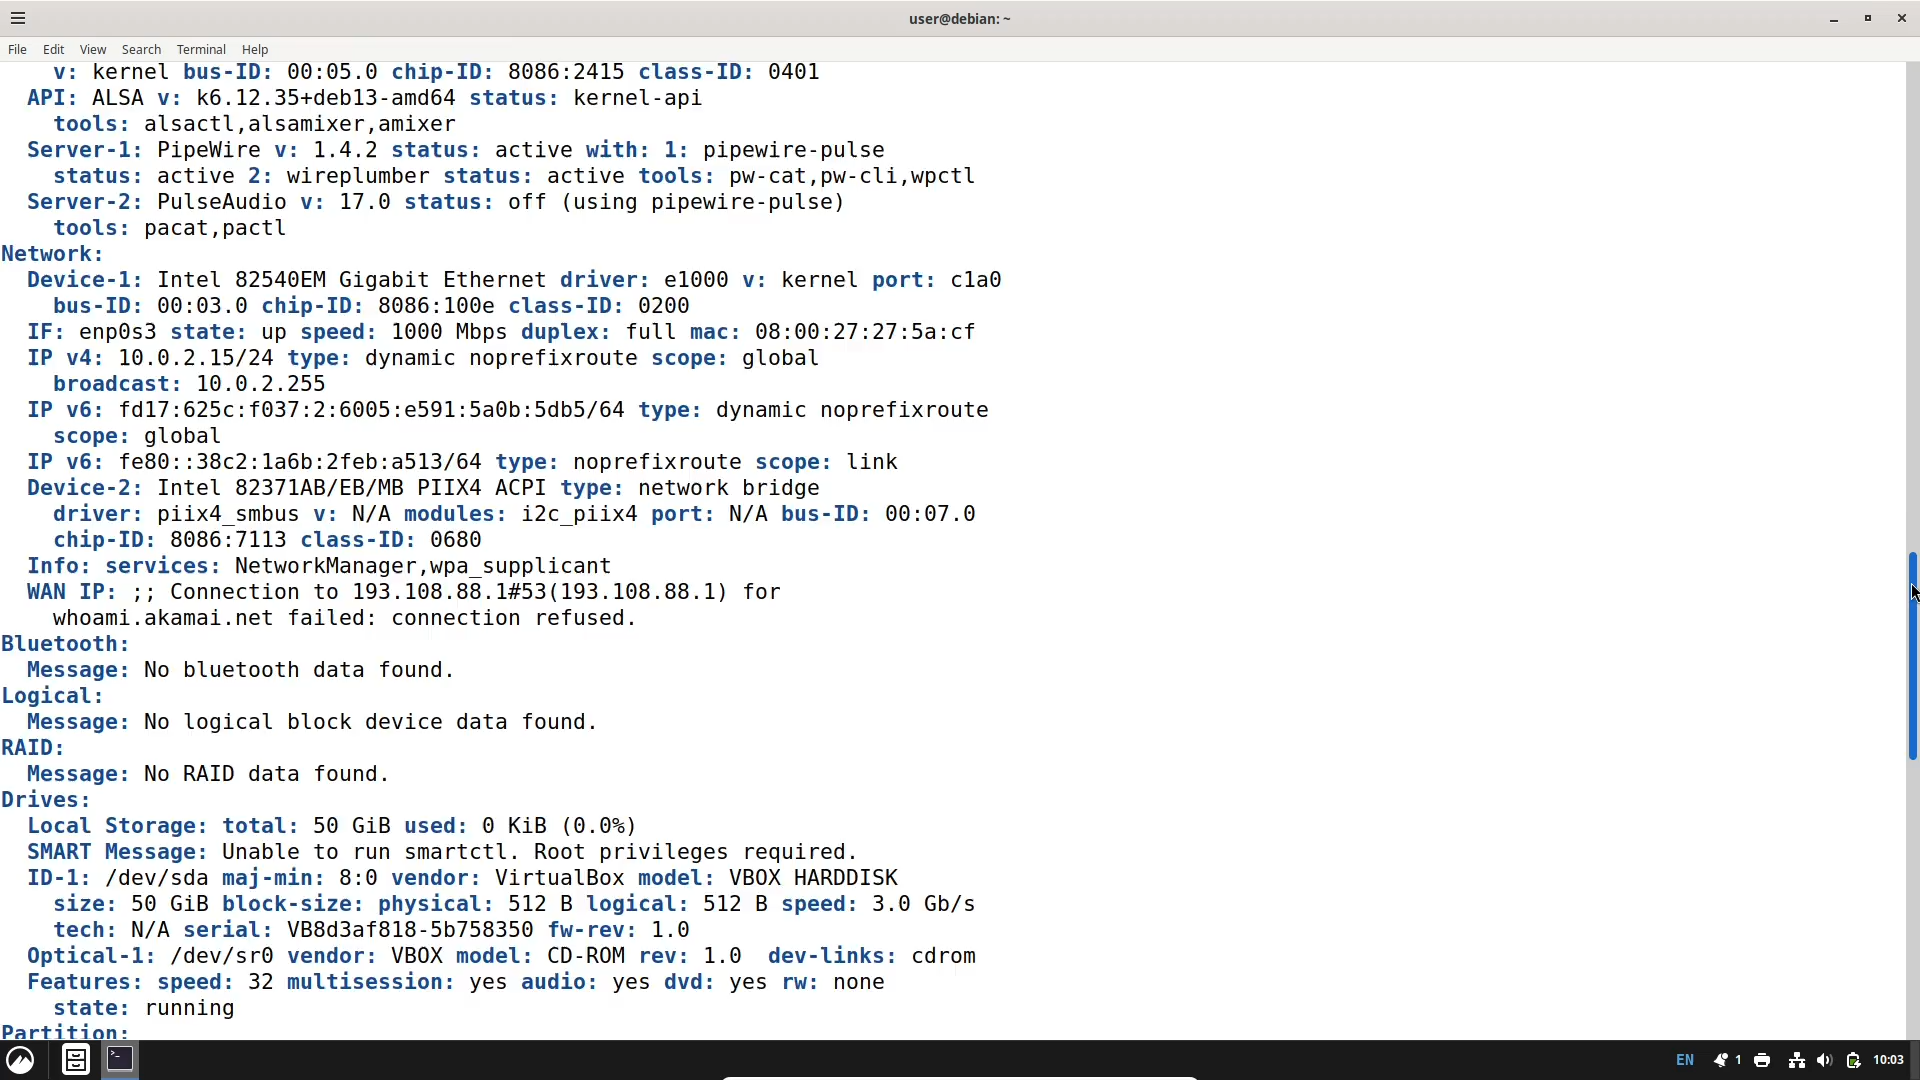 user@debian: ~
File Edit View Search Terminal Help
v: kernel bus-ID: 00:05.0 chip-ID: 8086:2415 class-ID: 0401
API: ALSA v: k6.12.35+deb13-amd64 status: kernel-api
tools: alsactl,alsamixer,amixer
Server-1: PipeWire v: 1.4.2 status: active with: 1: pipewire-pulse
status: active 2: wireplumber status: active tools: pw-cat,pw-cli,wpctl
Server-2: PulseAudio v: 17.0 status: off (using pipewire-pulse)
tools: pacat,pactl
Network:
Device-1: Intel 82540EM Gigabit Ethernet driver: e1000 v: kernel port: c1a0
bus-ID: 00:03.0 chip-ID: 8086:100e class-ID: 0200
IF: enp0s3 state: up speed: 1000 Mbps duplex: full mac: 08:00:27:27:5a:cf
IP v4: 10.0.2.15/24 type: dynamic noprefixroute scope: global
broadcast: 10.0.2.255
IP v6: fd17:625c:f037:2:6005:e591:5a0b:5db5/64 type: dynamic noprefixroute
scope: global
IP v6: fe80::38c2:1a6b:2feb:a513/64 type: noprefixroute scope: link
Device-2: Intel 82371AB/EB/MB PIIX4 ACPI type: network bridge
driver: piix4_smbus v: N/A modules: i2c_piix4 port: N/A bus-ID: 00:07.0
chip-ID: 8086:7113 class-ID: 0680
Info: services: NetworkManager,wpa_supplicant
WAN IP: ;; Connection to 193.108.88.1#53(193.108.88.1) for
whoami.akamai.net failed: connection refused.
Bluetooth:
Message: No bluetooth data found.
Logical:
Message: No logical block device data found.
RAID:
Message: No RAID data found.
Drives:
Local Storage: total: 50 GiB used: 0 KiB (0.0%)
SMART Message: Unable to run smartctl. Root privileges required.
ID-1: /dev/sda maj-min: 8:0 vendor: VirtualBox model: VBOX HARDDISK
size: 50 GiB block-size: physical: 512 B logical: 512 B speed: 3.0 Gb/s
tech: N/A serial: VB8d3af818-5b758350 fw-rev: 1.0
Optical-1: /dev/sr0 vendor: VBOX model: CD-ROM rev: 1.0 dev-links: cdrom
Features: speed: 32 multisession: yes audio: yes dvd: yes rw: none
state: running
Partition:
EN 1 10:03